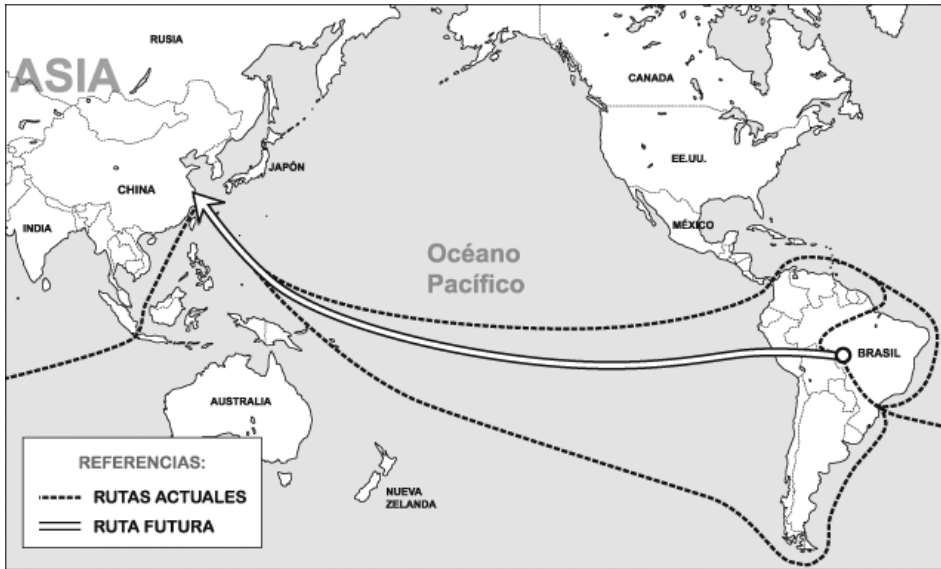 RUSIA
ASIA
CANADA
JAPÓN
EE.UU.
CHINA
INDIA
MÉXICO
Océano
Pacífico
BRASIL
AUSTRALIA
REFERENCIAS:
RUTAS ACTUALES
RUTA FUTURA
NUEVA
ZELANDA